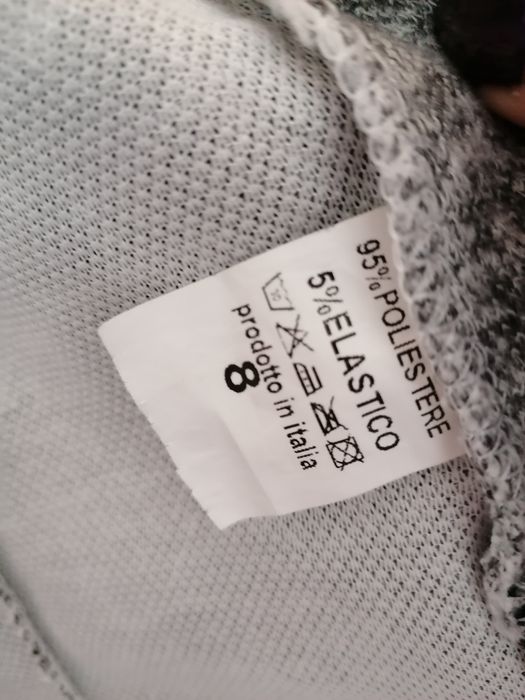 95%POLIESTERE
5%ELASTICO
prodotto in italia
8